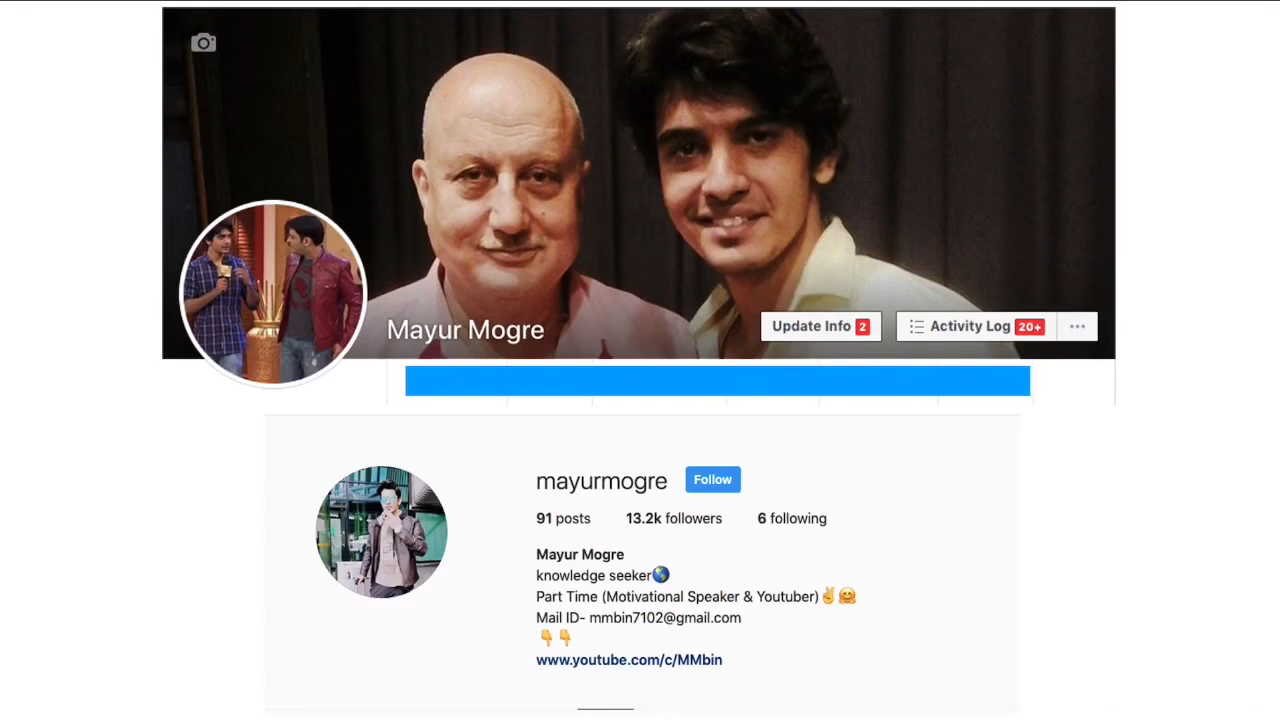 Mayur Mogre
Update Info 2
Activity Log 20+
mayurmogre Follow
91 posts 13.2k followers 6 following
Mayur Mogre
knowledge seeker🌎
Part Time (Motivational Speaker & Youtuber)✌️🤗
Mail ID- mmbin7102@gmail.com
👇👇
www.youtube.com/c/MMbin